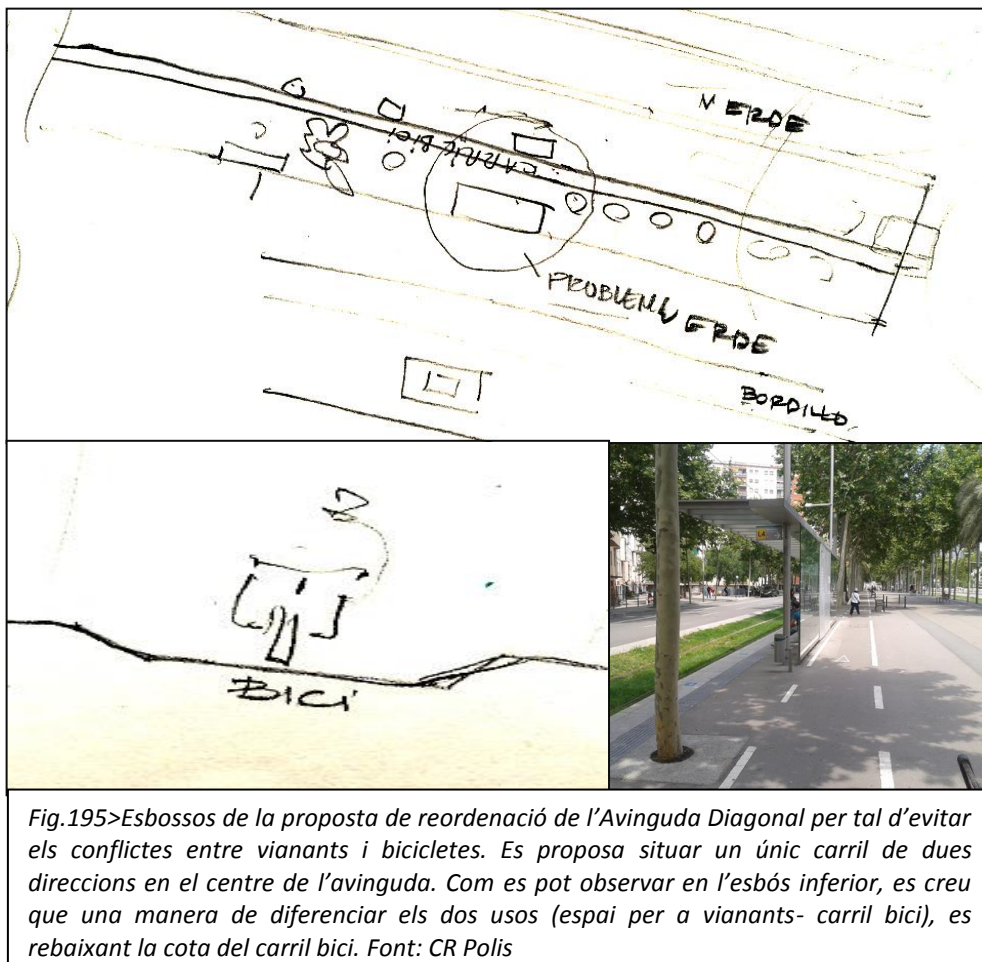 VERDE
CARRIL BICI
PROBLEMA
VERDE
BORDILLO
BICI
Fig.195>Esbossos de la proposta de reordenació de l'Avinguda Diagonal per tal d'evitar
els conflictes entre vianants i bicicletes. Es proposa situar un únic carril de dues
direccions en el centre de l'avinguda. Com es pot observar en l'esbós inferior, es creu
que una manera de diferenciar els dos usos (espai per a vianants- carril bici), es
rebaixant la cota del carril bici. Font: CR Polis